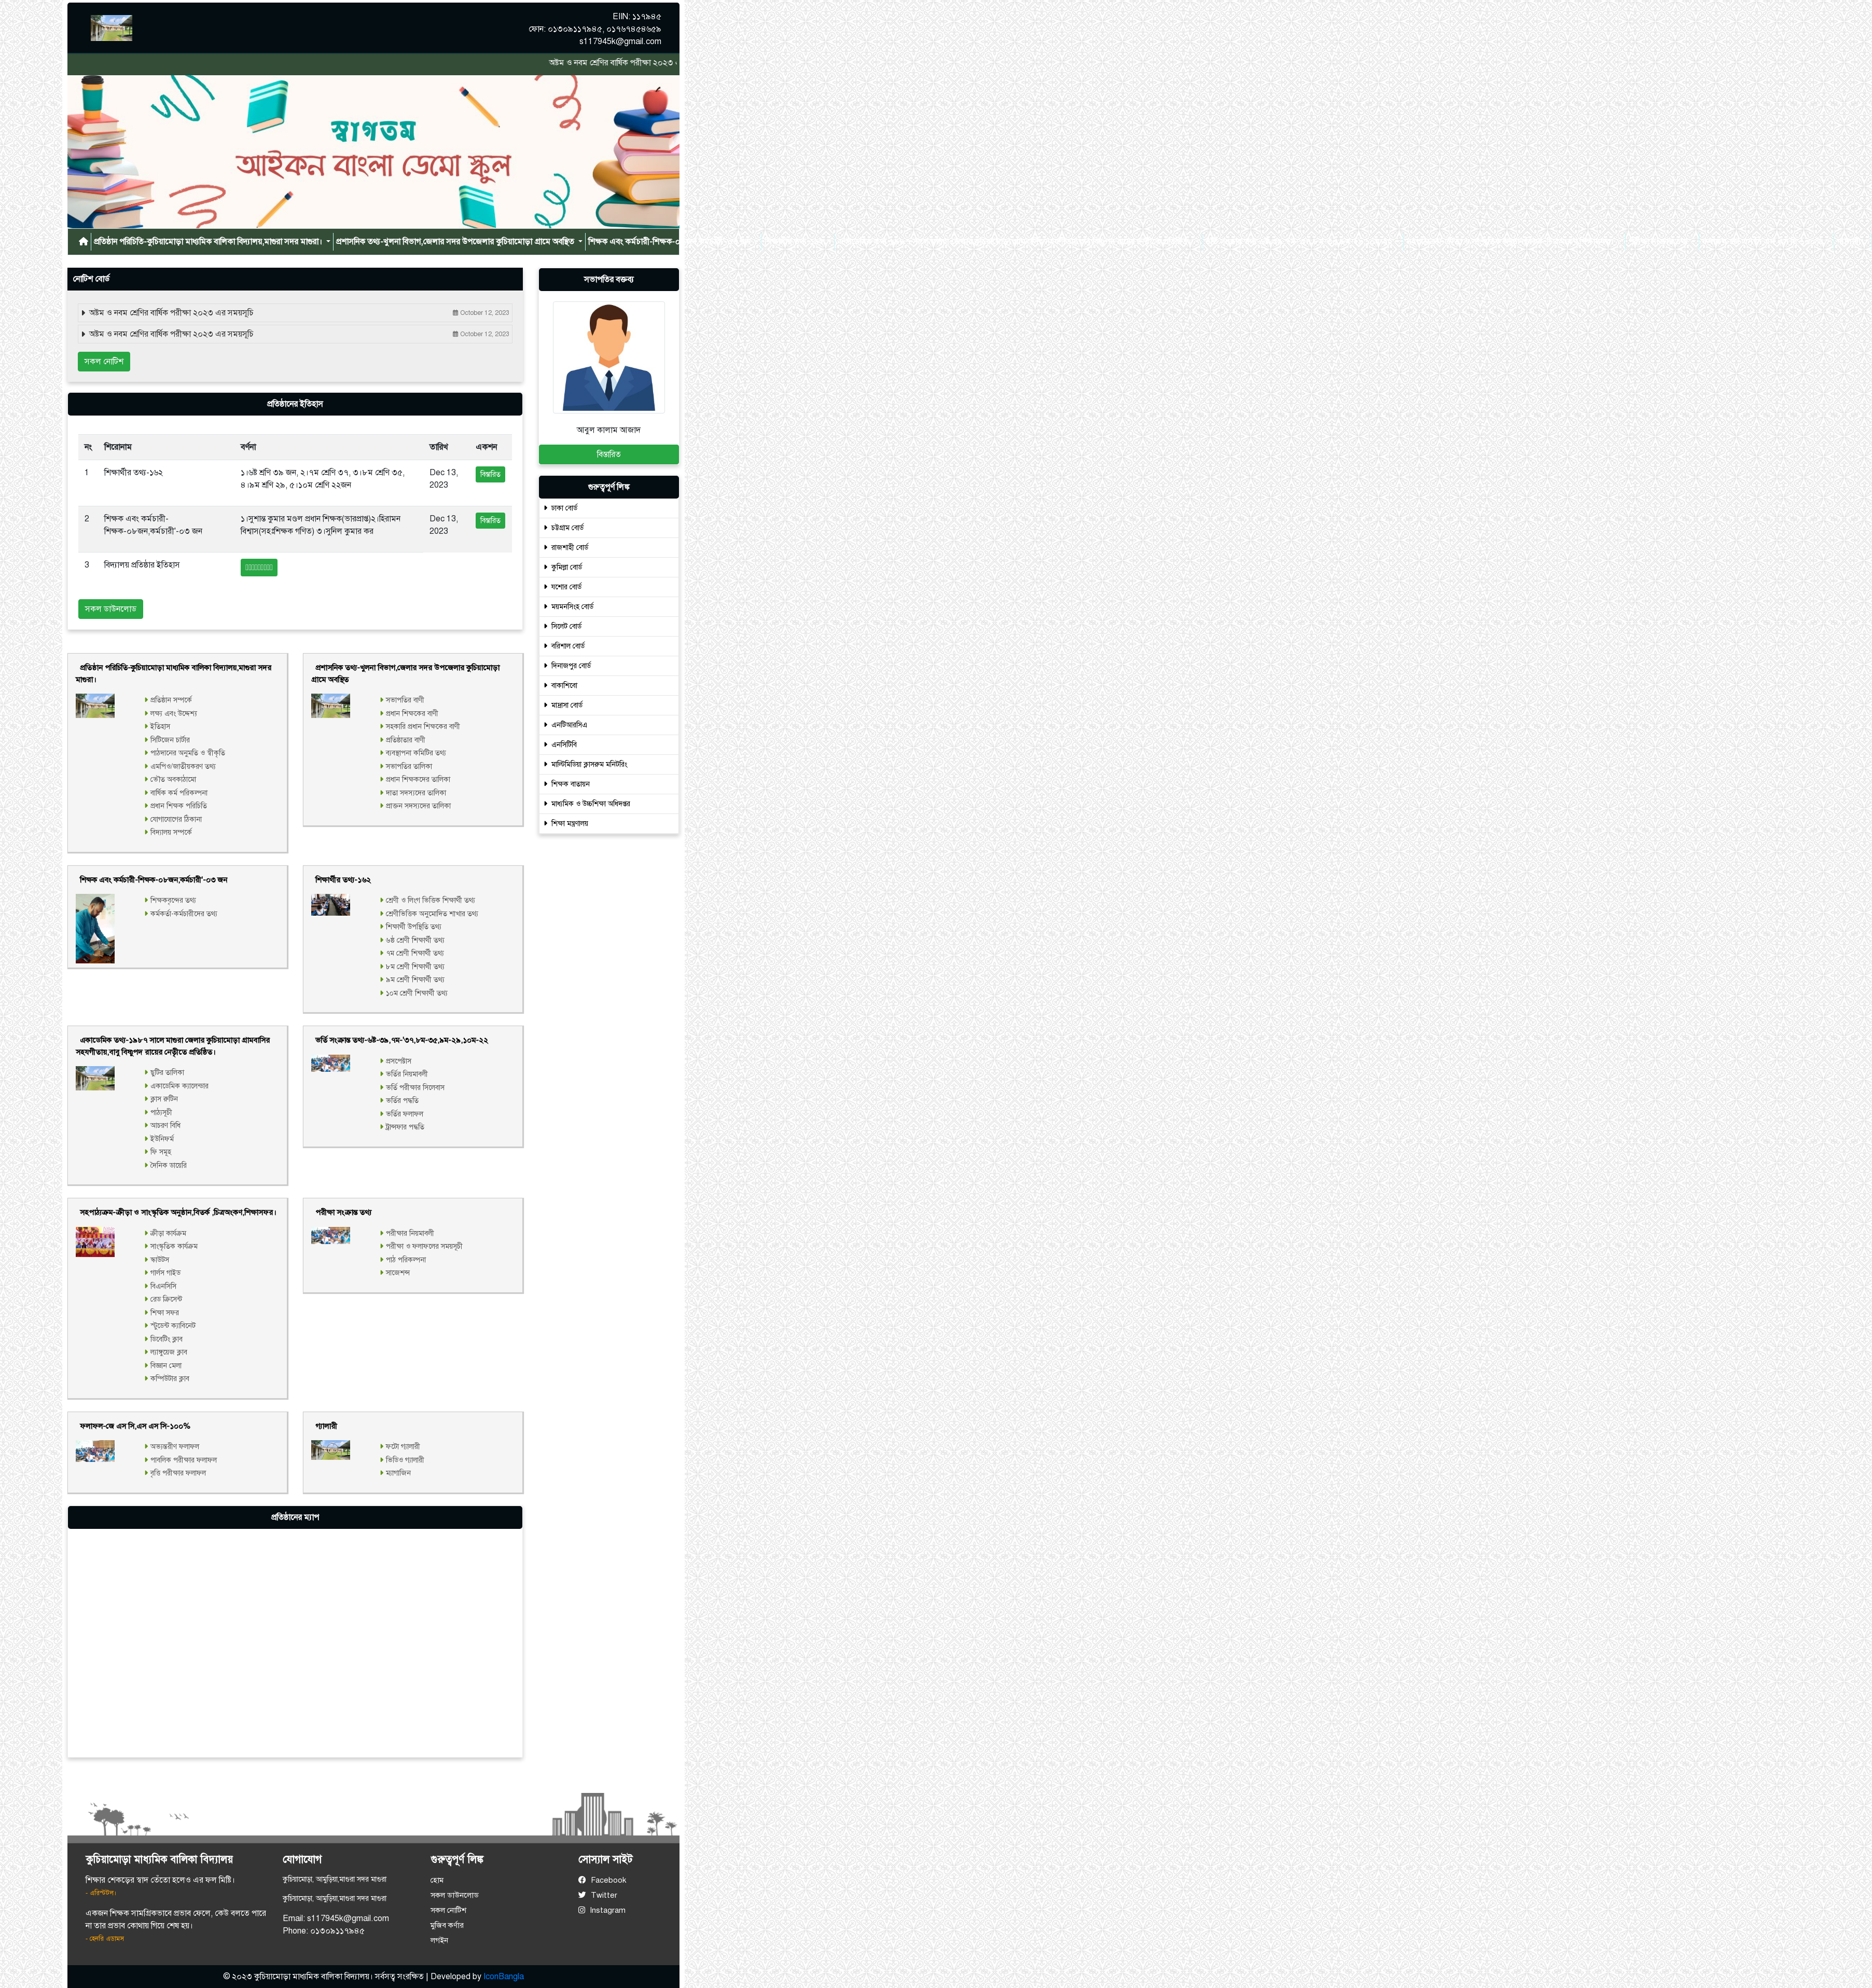 EIIN: ১১৭৯৪৫
ফোন: ০১৩০৯১১৭৯৪৫, ০১৭৬৭৪৫৪৬৫৯
s117945k@gmail.com
অষ্টম ও নবম শ্রেণির বার্ষিক পরীক্ষা ২০২৩
স্বাগতম
আইকন বাংলা ডেমো স্কুল
প্রতিষ্ঠান পরিচিতি-কুচিয়ামোড়া মাধ্যমিক বালিকা বিদ্যালয়,মাগুরা সদর মাগুরা। প্রশাসনিক তথ্য-খুলনা বিভাগ,জেলার সদর উপজেলার কুচিয়ামোড়া গ্রামে অবস্থিত শিক্ষক এবং কর্মচারী-শিক্ষক-০
নোটিশ বোর্ড
অষ্টম ও নবম শ্রেণির বার্ষিক পরীক্ষা ২০২৩ এর সময়সূচি October 12, 2023
অষ্টম ও নবম শ্রেণির বার্ষিক পরীক্ষা ২০২৩ এর সময়সূচি October 12, 2023
সকল নোটিশ
প্রতিষ্ঠানের ইতিহাস
নং শিরোনাম বর্ণনা তারিখ একশন
1 শিক্ষার্থীর তথ্য-১৬২ ১।৬ষ্ট শ্রণি ৩৯ জন, ২।৭ম শ্রেণি ৩৭, ৩।৮ম শ্রেণি ৩৫, Dec 13, বিস্তারিত
৪।৯ম শ্রণি ২৯, ৫।১০ম শ্রেণি ২২জন 2023
2 শিক্ষক এবং কর্মচারী- ১।সুশান্ত কুমার মণ্ডল প্রধান শিক্ষক(ভারপ্রাপ্ত)২।হিরামন Dec 13, বিস্তারিত
শিক্ষক-০৮জন,কর্মচারী'-০৩ জন বিশ্বাস(সহঃশিক্ষক গণিত) ৩।সুনিল কুমার কর 2023
3 বিদ্যালয় প্রতিষ্ঠার ইতিহাস
সকল ডাউনলোড
সভাপতির বক্তব্য
আবুল কালাম আজাদ
বিস্তারিত
গুরুত্বপূর্ণ লিঙ্ক
ঢাকা বোর্ড
চট্টগ্রাম বোর্ড
রাজশাহী বোর্ড
কুমিল্লা বোর্ড
যশোর বোর্ড
ময়মনসিংহ বোর্ড
সিলেট বোর্ড
বরিশাল বোর্ড
দিনাজপুর বোর্ড
বাকাশিবো
মাদ্রাসা বোর্ড
এনটিআরসিএ
এনসিটিবি
মাল্টিমিডিয়া ক্লাসরুম মনিটরিং
শিক্ষক বাতায়ন
মাধ্যমিক ও উচ্চশিক্ষা অধিদপ্তর
শিক্ষা মন্ত্রণালয়
প্রতিষ্ঠান পরিচিতি-কুচিয়ামোড়া মাধ্যমিক বালিকা বিদ্যালয়,মাগুরা সদর
মাগুরা।
প্রতিষ্ঠান সম্পর্কে
লক্ষ্য এবং উদ্দেশ্য
ইতিহাস
সিটিজেন চার্টার
পাঠদানের অনুমতি ও স্বীকৃতি
এমপিও/জাতীয়করণ তথ্য
ভৌত অবকাঠামো
বার্ষিক কর্ম পরিকল্পনা
প্রধান শিক্ষক পরিচিতি
যোগাযোগের ঠিকানা
বিদ্যালয় সম্পর্কে
প্রশাসনিক তথ্য-খুলনা বিভাগ,জেলার সদর উপজেলার কুচিয়ামোড়া
গ্রামে অবস্থিত
সভাপতির বাণী
প্রধান শিক্ষকের বাণী
সহকারি প্রধান শিক্ষকের বাণী
প্রতিষ্ঠাতার বাণী
ব্যবস্থাপনা কমিটির তথ্য
সভাপতির তালিকা
প্রধান শিক্ষকদের তালিকা
দাতা সদস্যদের তালিকা
প্রাক্তন সদস্যদের তালিকা
শিক্ষক এবং কর্মচারী-শিক্ষক-০৮জন,কর্মচারী'-০৩ জন
শিক্ষকবৃন্দের তথ্য
কর্মকর্তা-কর্মচারীদের তথ্য
শিক্ষার্থীর তথ্য-১৬২
শ্রেণী ও লিংগ ভিত্তিক শিক্ষার্থী তথ্য
শ্রেণীভিত্তিক অনুমোদিত শাখার তথ্য
শিক্ষার্থী উপস্থিতি তথ্য
৬ষ্ঠ শ্রেণী শিক্ষার্থী তথ্য
৭ম শ্রেণী শিক্ষার্থী তথ্য
৮ম শ্রেণী শিক্ষার্থী তথ্য
৯ম শ্রেণী শিক্ষার্থী তথ্য
১০ম শ্রেণী শিক্ষার্থী তথ্য
একাডেমিক তথ্য-১৯৮৭ সালে মাগুরা জেলার কুচিয়ামোড়া গ্রামবাসির
সহযগীতায়,বাবু বিষ্ণুপদ রায়ের প্রতিষ্ঠিত।
ছুটির তালিকা
একাডেমিক ক্যালেন্ডার
ক্লাস রুটিন
পাঠ্যসূচী
আচরণ বিধি
ইউনিফর্ম
ফি সমূহ
দৈনিক ডায়েরি
ভর্তি সংক্রান্ত তথ্য-৬ষ্ট-৩৯,৭ম-'৩৭,৮ম-৩৫,৯ম-২৯,১০ম-২২
প্রসপেক্টাস
ভর্তির নিয়মাবলী
ভর্তি পরীক্ষার সিলেবাস
ভর্তির পদ্ধতি
ভর্তির ফলাফল
ট্রান্সফার পদ্ধতি
সহপাঠ্যক্রম-ক্রীড়া ও সাংস্কৃতিক অনুষ্ঠান,বিতর্ক ,চিত্রঅংকণ,শিক্ষাসফর।
ক্রীড়া কার্যক্রম
সাংস্কৃতিক কার্যক্রম
স্কাউটস
গার্লস গাইড
বিএনসিসি
রেড ক্রিসেন্ট
শিক্ষা সফর
স্টুডেন্ট ক্যাবিনেট
ডিবেটিং ক্লাব
ল্যাঙ্গুয়েজ ক্লাব
বিজ্ঞান মেলা
কম্পিউটার ক্লাব
পরীক্ষা সংক্রান্ত তথ্য
পরীক্ষার নিয়মাবলী
পরীক্ষা ও ফলাফলের সময়সূচী
পাঠ পরিকল্পনা
সাজেশন্স
ফলাফল-জে এস সি,এস এস সি-১০০%
অভ্যন্তরীণ ফলাফল
পাবলিক পরীক্ষার ফলাফল
বৃত্তি পরীক্ষার ফলাফল
গ্যালারী
ফটো গ্যালারী
ভিডিও গ্যালারী
ম্যাগাজিন
প্রতিষ্ঠানের ম্যাপ
কুচিয়ামোড়া মাধ্যমিক বালিকা বিদ্যালয়
শিক্ষার শেকড়ের স্বাদ তেঁতো হলেও এর ফল মিষ্টি।
- এরিস্টটল।
একজন শিক্ষক সামগ্রিকভাবে প্রভাব ফেলে, কেউ বলতে পারে
না তার প্রভাব কোথায় গিয়ে শেষ হয়।
- হেনরি এডামস
যোগাযোগ
কুচিয়ামোড়া, আমুড়িয়া,মাগুরা সদর মাগুরা
কুচিয়ামোড়া, আমুড়িয়া,মাগুরা সদর মাগুরা
Email: s117945k@gmail.com
Phone: ০১৩০৯১১৭৯৪৫
গুরুত্বপূর্ণ লিঙ্ক
হোম
সকল ডাউনলোড
সকল নোটিশ
মুজিব কর্ণার
লগইন
সোস্যাল সাইট
Facebook
Twitter
Instagram
© ২০২৩ কুচিয়ামোড়া মাধ্যমিক বালিকা বিদ্যালয়। সর্বসত্ব সংরক্ষিত | Developed by IconBangla